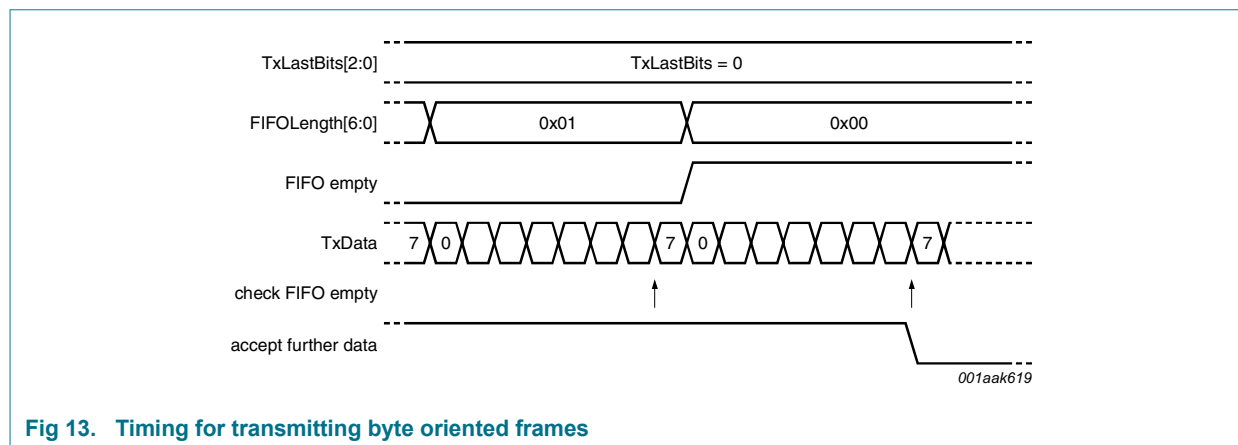 TxLastBits[2:0] TxLastBits = 0
FIFOLength[6:0] 0x01 0x00
FIFO empty
TxData 7 0 7 0 7
check FIFO empty
accept further data
001aak619
Fig 13. Timing for transmitting byte oriented frames